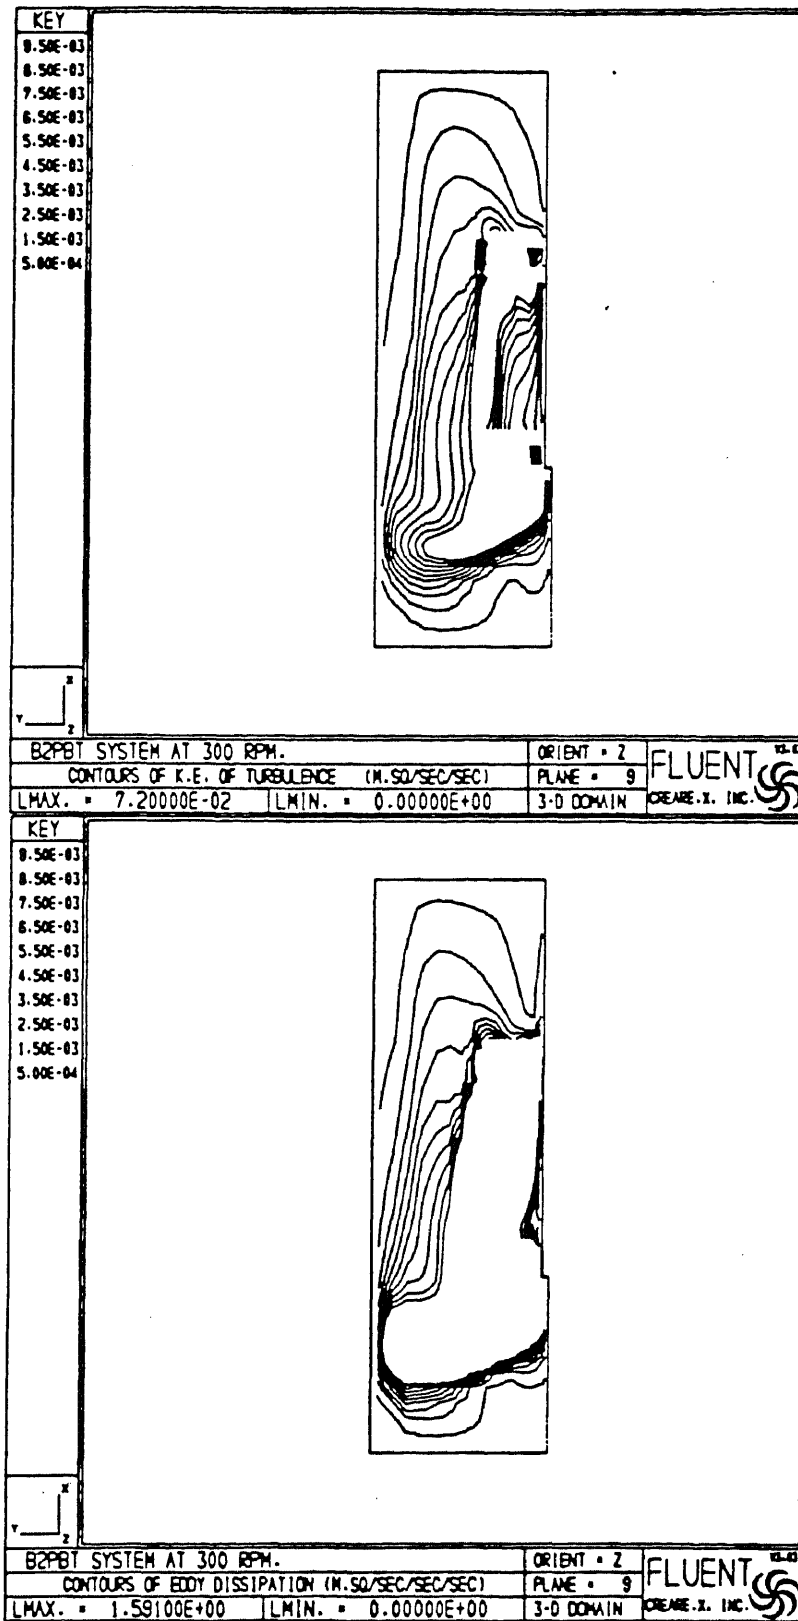 KEY
9.50E-03
8.50E-03
7.50E-03
6.50E-03
5.50E-03
4.50E-03
3.50E-03
2.50E-03
1.50E-03
5.00E-04
X
Y
Z
B2PBT SYSTEM AT 300 RPM.
CONTOURS OF K.E. OF TURBULENCE (M.SQ/SEC/SEC)
LMAX. = 7.20000E-02 LMIN. = 0.00000E+00
ORIENT = Z
PLANE = 9
3-D DOMAIN
FLUENT
CREARE.X. INC.
KEY
9.50E-03
8.50E-03
7.50E-03
6.50E-03
5.50E-03
4.50E-03
3.50E-03
2.50E-03
1.50E-03
5.00E-04
X
Y
Z
B2PBT SYSTEM AT 300 RPM.
CONTOURS OF EDDY DISSIPATION (M.SQ/SEC/SEC/SEC)
LMAX. = 1.59100E+00 LMIN. = 0.00000E+00
ORIENT = Z
PLANE = 9
3-D DOMAIN
FLUENT
CREARE.X. INC.